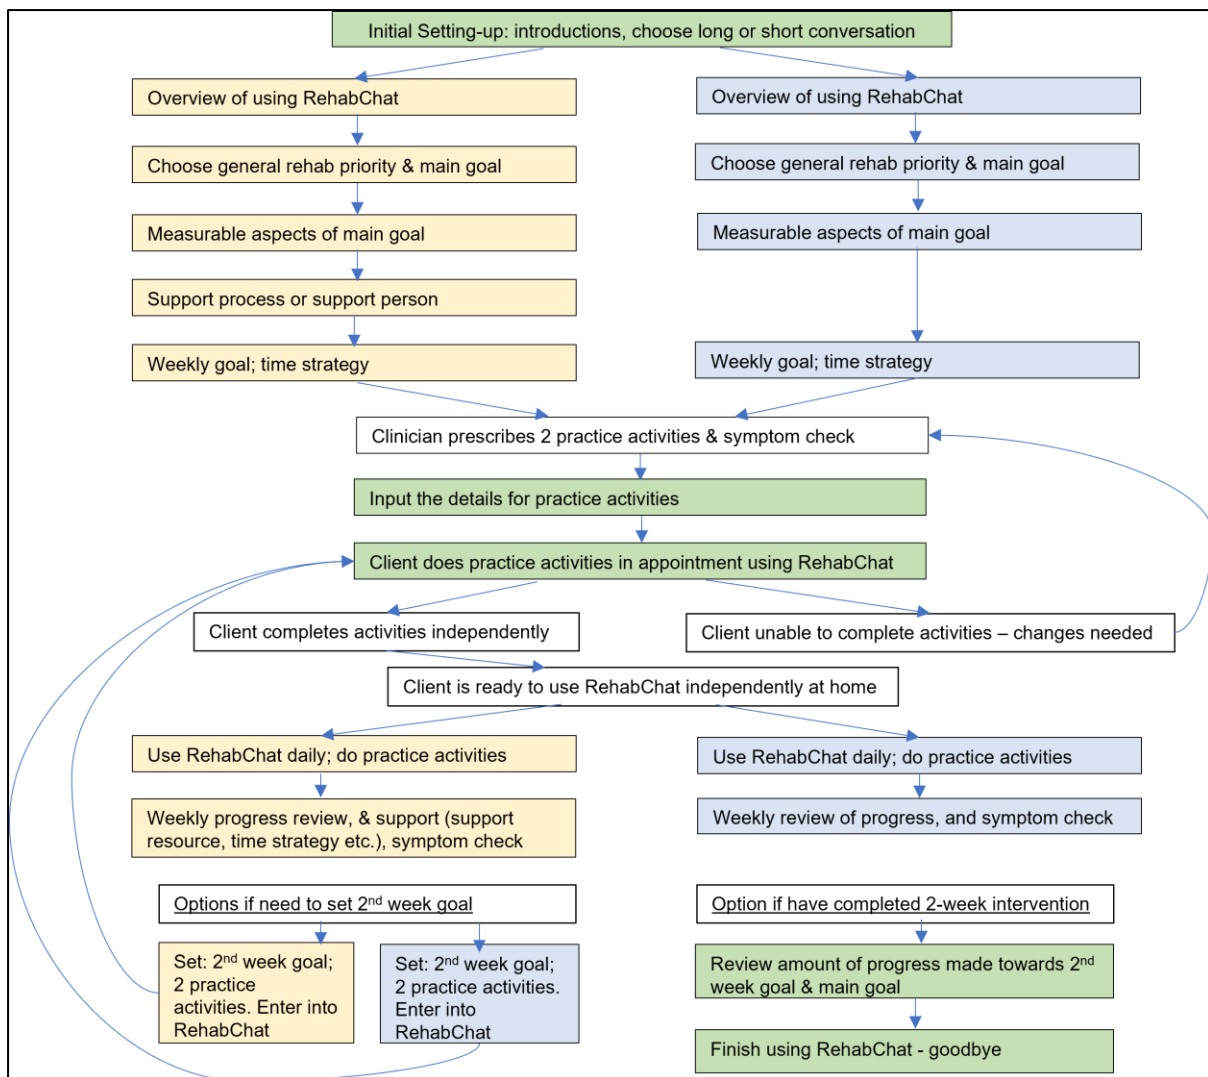 Initial Setting-up: introductions, choose long or short conversation
Overview of using RehabChat
Overview of using RehabChat
Choose general rehab priority & main goal
Choose general rehab priority & main goal
Measurable aspects of main goal
Measurable aspects of main goal
Support process or support person
Weekly goal; time strategy
Weekly goal; time strategy
Clinician prescribes 2 practice activities & symptom check
Input the details for practice activities
Client does practice activities in appointment using RehabChat
Client completes activities independently
Client unable to complete activities – changes needed
Client is ready to use RehabChat independently at home
Use RehabChat daily; do practice activities
Use RehabChat daily; do practice activities
Weekly progress review, & support (support
resource, time strategy etc.), symptom check
Weekly review of progress, and symptom check
Options if need to set 2nd week goal
Option if have completed 2-week intervention
Set: 2nd week goal;
2 practice
activities. Enter into
RehabChat
Set: 2nd week goal;
2 practice activities.
Enter into
RehabChat
Review amount of progress made towards 2nd
week goal & main goal
Finish using RehabChat - goodbye